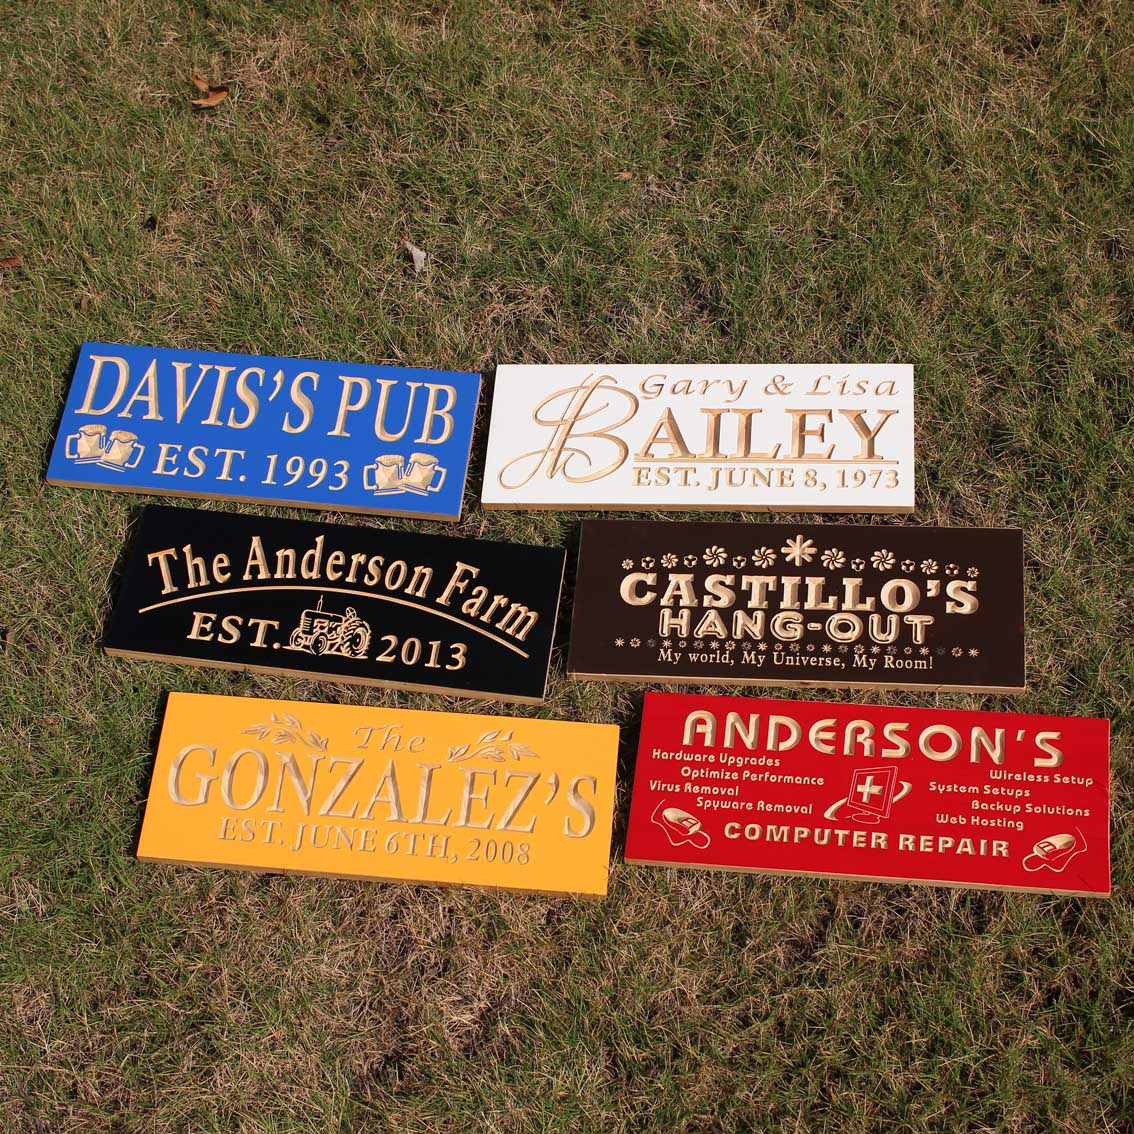 DAVIS'S PUB
EST. 1993
Gary & Lisa
BAILEY
EST. JUNE 8, 1973
The Anderson Farm
EST. 2013
CASTILLO'S
HANG-OUT
My world, My Universe, My Room!
The
GONZALEZ'S
EST. JUNE 6TH, 2008
ANDERSON'S
Hardware Upgrades
Optimize Performance
Virus Removal
Spyware Removal
Wireless Setup
System Setups
Backup Solutions
Web Hosting
COMPUTER REPAIR